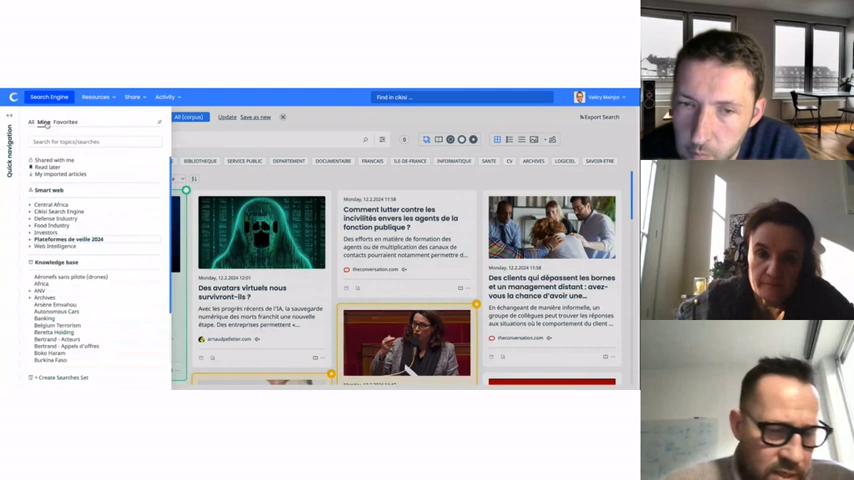 Search Engine
Resources
Share
Activity
Find in cikisi ...
Valéry Mainjot
All
Mine
Favorites
All (corpus)
Update
Save as new
Export Search
Quick navigation
Search for topics/searches
0
BIBLIOTHEQUE
SERVICE PUBLIC
DEPARTEMENT
DOCUMENTAIRE
FRANCAIS
ILE-DE-FRANCE
INFORMATIQUE
SANTE
CV
ARCHIVES
LOGICIEL
SAVOIR-ETRE
Shared with me
Read later
My imported articles
Smart web
Central Africa
Cikisi Search Engine
Defense Industry
Food Industry
Investors
Plateformes de veille 2024
Web Intelligence
Knowledge base
Aéronefs sans pilote (drones)
Africa
ANV
Archives
Arsène Emvahou
Autonomous Cars
Banking
Belgium Terrorism
Beretta Holding
Bertrand - Acteurs
Bertrand - Appels d'offres
Boko Haram
Burkina Faso
+ Create Searches Set
Monday, 12.2.2024 12:01
Des avatars virtuels nous
survivront-ils ?
Avec les progrès récents de l'IA, la sauvegarde
numérique des morts franchit une nouvelle
étape. Des entreprises permettent «...
arnaudpelletier.com
Monday, 12.2.2024 11:58
Comment lutter contre les
incivilités envers les agents de la
fonction publique ?
Des efforts en matière de formation des
agents ou de multiplication des canaux de
contacts pourraient notamment permettre d...
theconversation.com
Monday, 12.2.2024 11:58
Des clients qui dépassent les bornes
et un management distant : avez-
vous la chance d'avoir une...
En échangeant de manière informelle, un
groupe de collègues peut trouver les réponses
aux situations où le comportement du client ...
theconversation.com